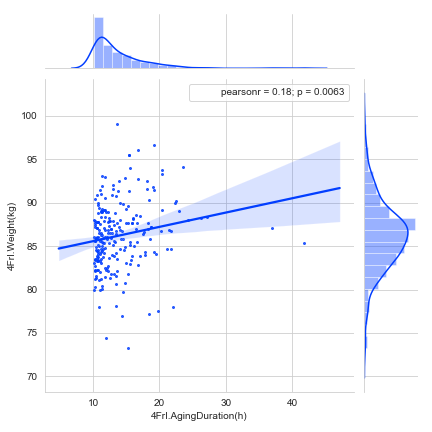 pearsonr = 0.18; p = 0.0063
100
95
90
85
80
75
70
4Frl.Weight(kg)
10 20 30 40
4Frl.AgingDuration(h)